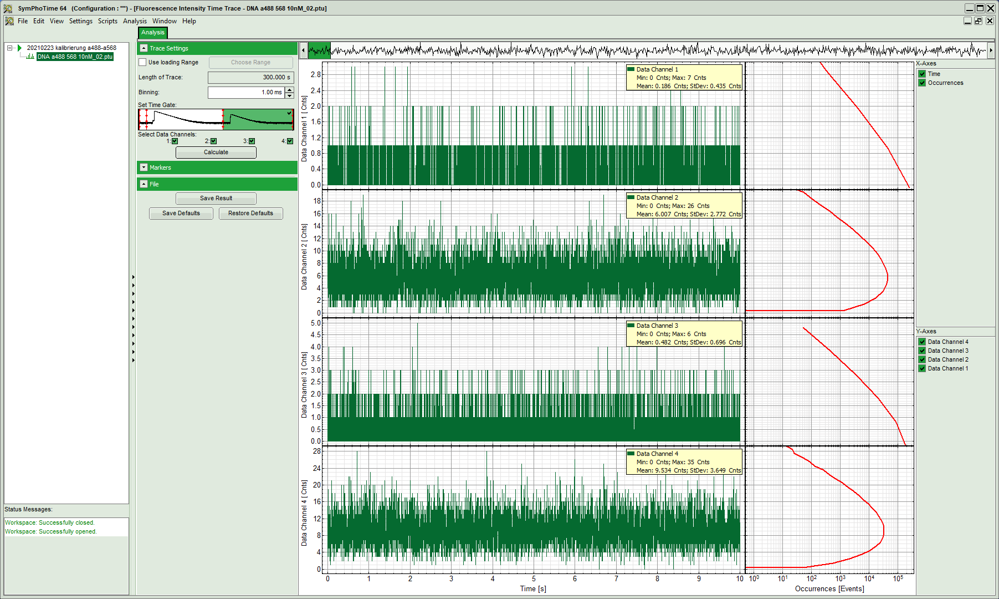 SymPhoTime 64   (Configuration : "") - [Fluorescence Intensity Time Trace - DNA a488 568 10nM_02.ptu]
File Edit View Settings Scripts Analysis Window Help
Analysis
20210223 kalibrierung a488-a568
DNA a488 568 10nM_02.ptu
Status Messages:
Workspace: Successfully closed.
Workspace: Successfully opened.
Trace Settings
Use loading Range
Choose Range
Length of Trace:
300.000 s
Binning:
1.00 ms
Set Time Gate:
Select Data Channels:
1: 2: 3: 4:
Calculate
Markers
File
Save Result
Save Defaults Restore Defaults
Data Channel 1 [ Cnts]
2.8
2.4
2.0
1.6
1.2
0.8
0.4
0.0
Data Channel 1
Min: 0 Cnts; Max: 7 Cnts
Mean: 0.186 Cnts; StDev: 0.435 Cnts
Data Channel 2 [ Cnts]
18
16
14
12
10
8
6
4
2
0
Data Channel 2
Min: 0 Cnts; Max: 26 Cnts
Mean: 6.007 Cnts; StDev: 2.772 Cnts
Data Channel 3 [ Cnts]
5.0
4.5
4.0
3.5
3.0
2.5
2.0
1.5
1.0
0.5
0.0
Data Channel 3
Min: 0 Cnts; Max: 6 Cnts
Mean: 0.482 Cnts; StDev: 0.696 Cnts
Data Channel 4 [ Cnts]
28
24
20
16
12
8
4
0
Data Channel 4
Min: 0 Cnts; Max: 35 Cnts
Mean: 9.534 Cnts; StDev: 3.649 Cnts
0 1 2 3 4 5 6 7 8 9 10
Time [s]
10⁰ 10¹ 10² 10³ 10⁴ 10⁵
Occurrences [Events]
X-Axes
Time
Occurrences
Y-Axes
Data Channel 4
Data Channel 3
Data Channel 2
Data Channel 1